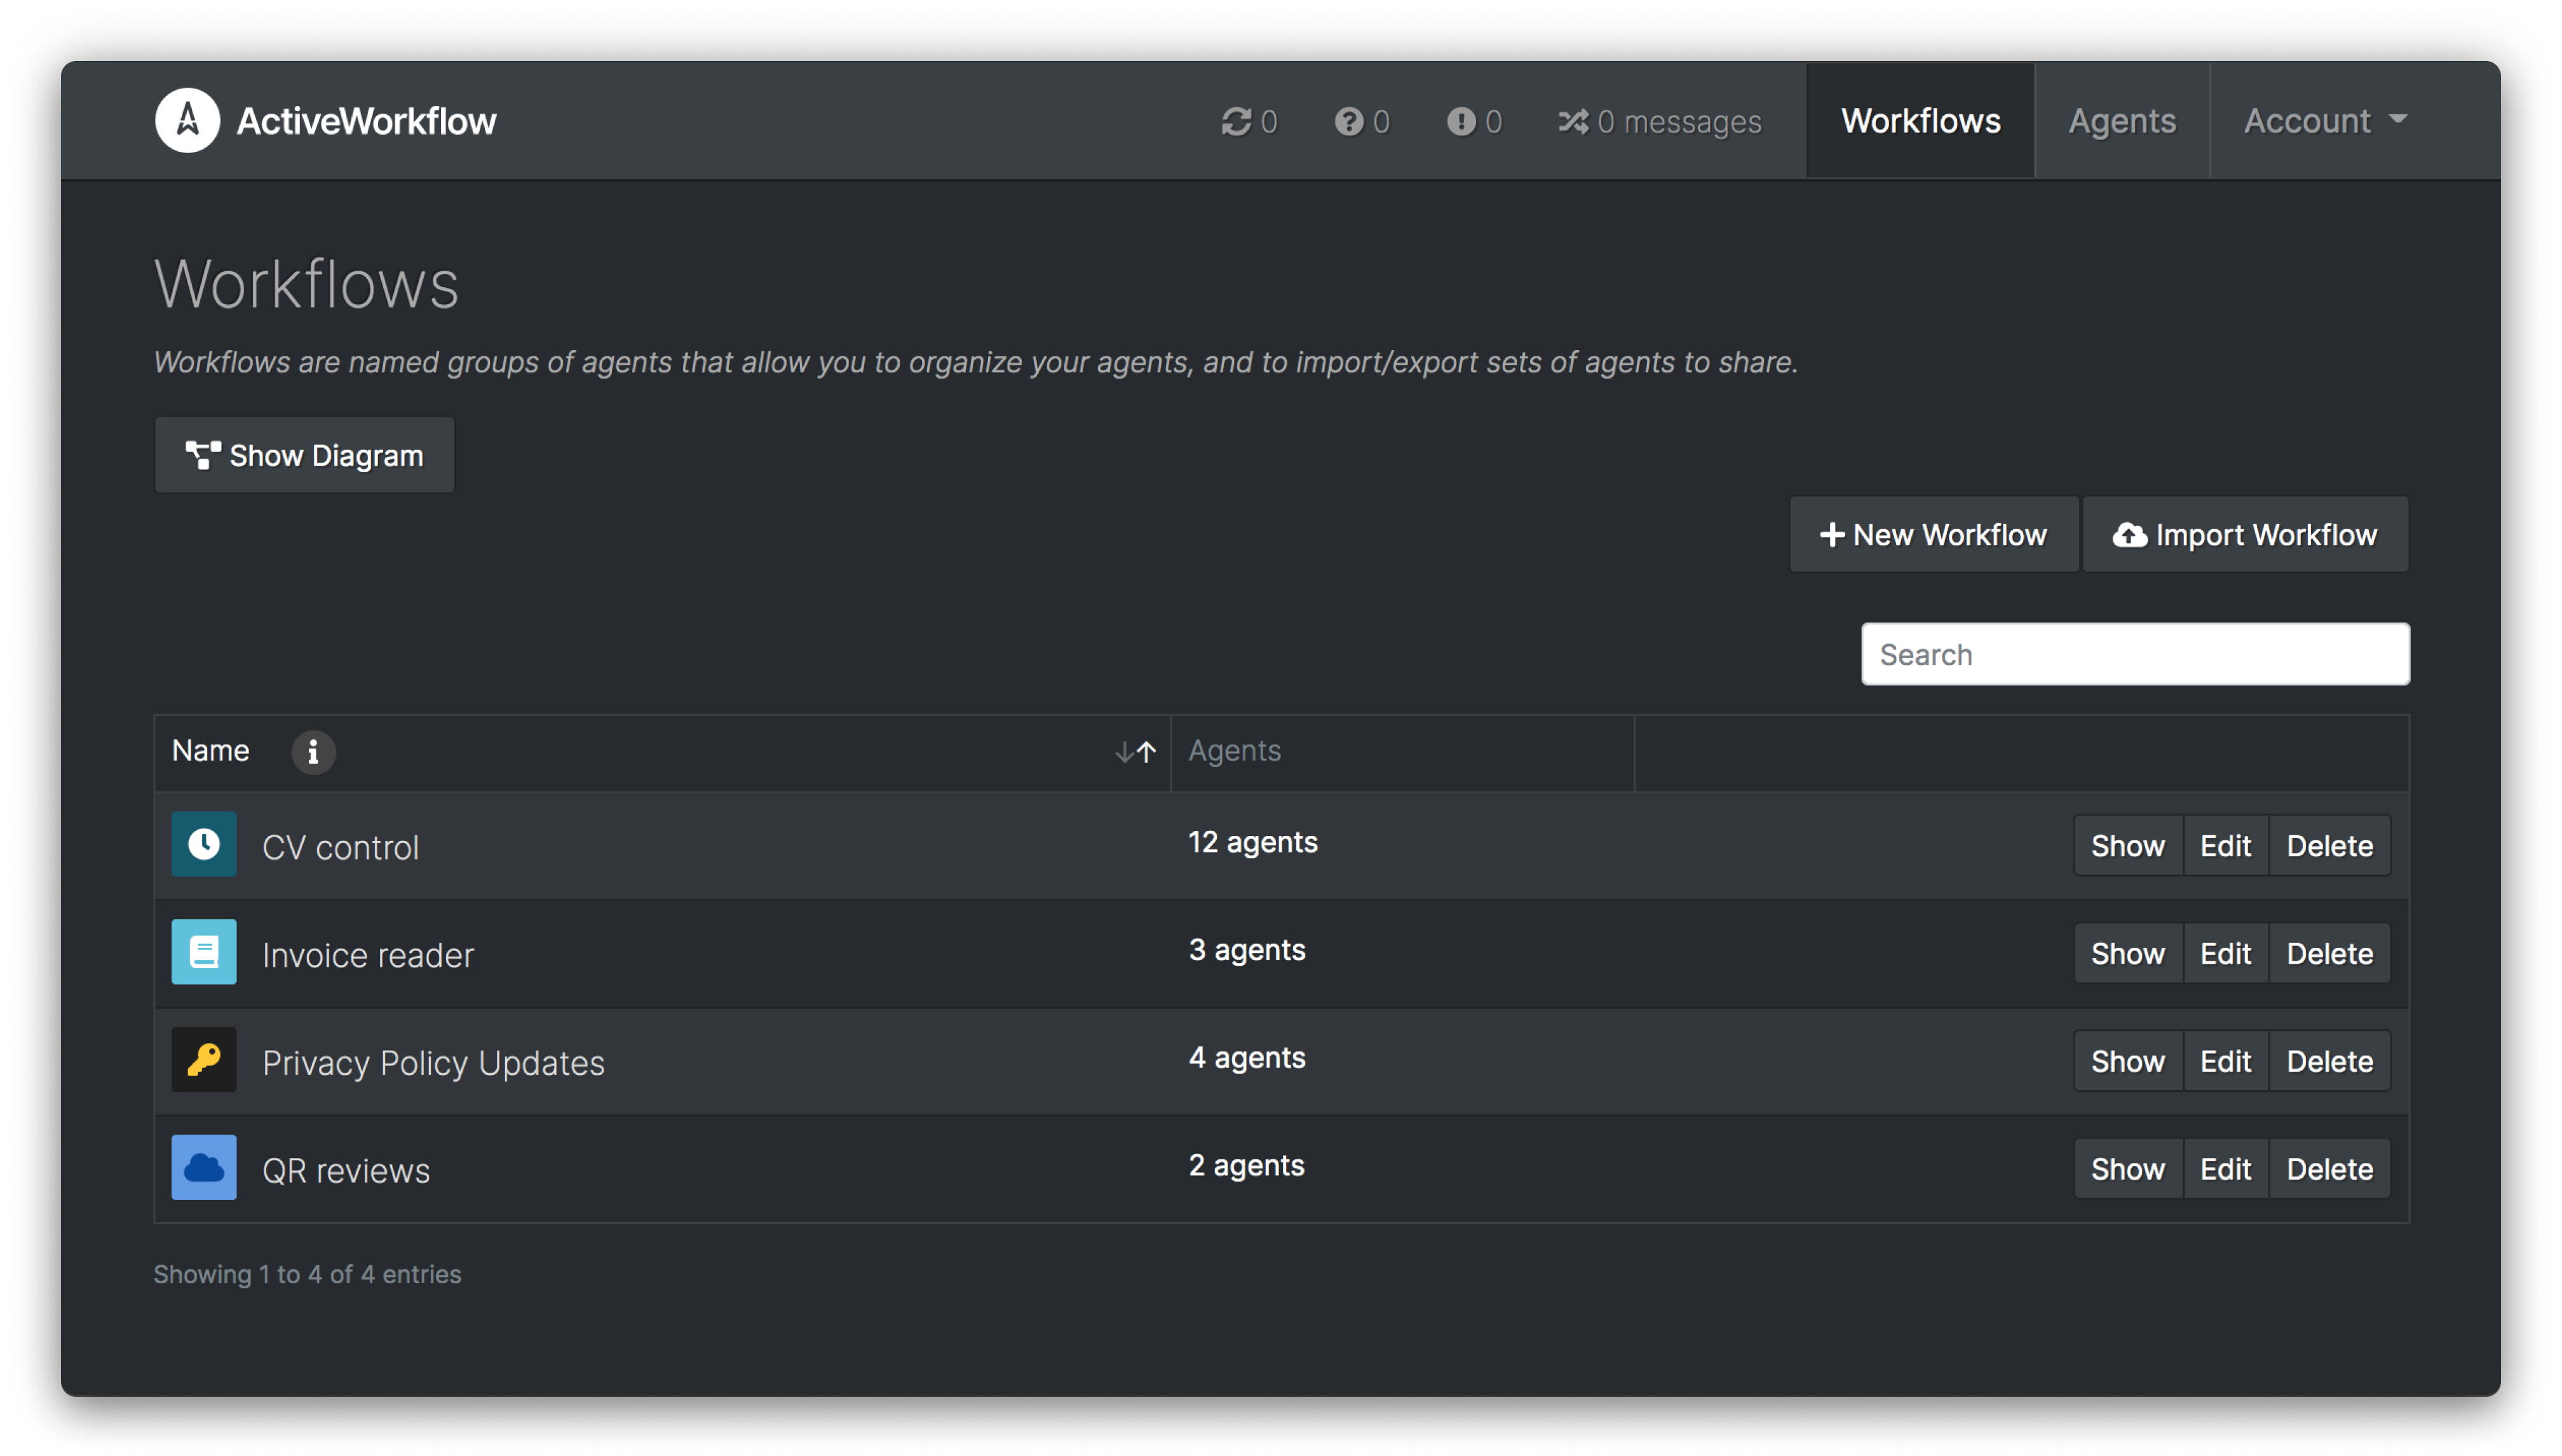 ActiveWorkflow 0 0 0 0 messages Workflows Agents Account
Workflows
Workflows are named groups of agents that allow you to organize your agents, and to import/export sets of agents to share.
Show Diagram
New Workflow Import Workflow
Search
Name Agents
CV control 12 agents Show Edit Delete
Invoice reader 3 agents Show Edit Delete
Privacy Policy Updates 4 agents Show Edit Delete
QR reviews 2 agents Show Edit Delete
Showing 1 to 4 of 4 entries